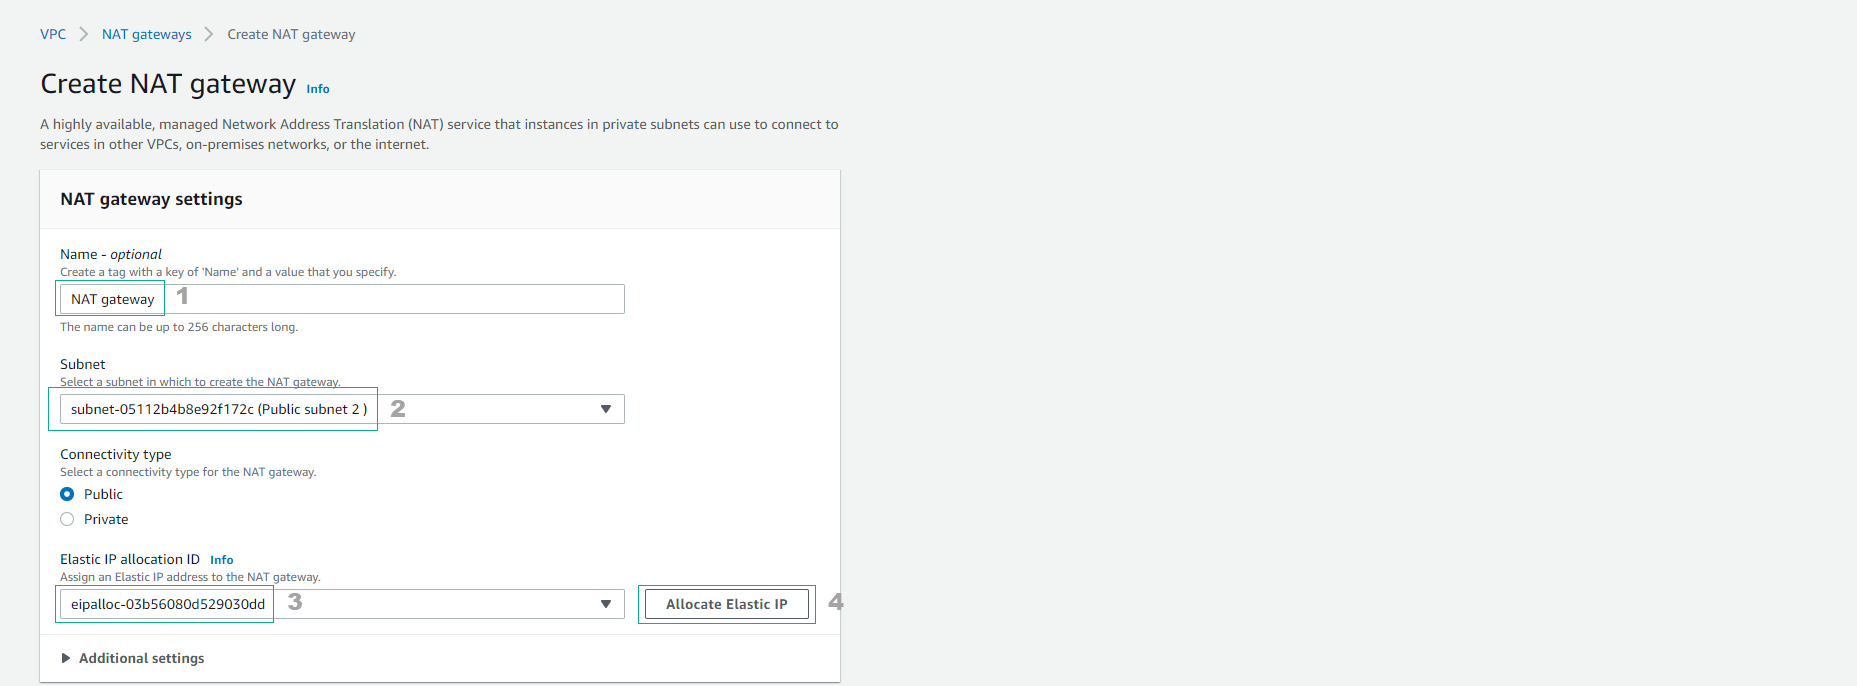 VPC > NAT gateways > Create NAT gateway
Create NAT gateway Info
A highly available, managed Network Address Translation (NAT) service that instances in private subnets can use to connect to
services in other VPCs, on-premises networks, or the internet.
NAT gateway settings
Name - optional
Create a tag with a key of 'Name' and a value that you specify.
NAT gateway 1
The name can be up to 256 characters long.
Subnet
Select a subnet in which to create the NAT gateway.
subnet-05112b4b8e92f172c (Public subnet 2 ) 2
Connectivity type
Select a connectivity type for the NAT gateway.
Public
Private
Elastic IP allocation ID Info
Assign an Elastic IP address to the NAT gateway.
eipalloc-03b56080d529030dd 3 Allocate Elastic IP 4
Additional settings